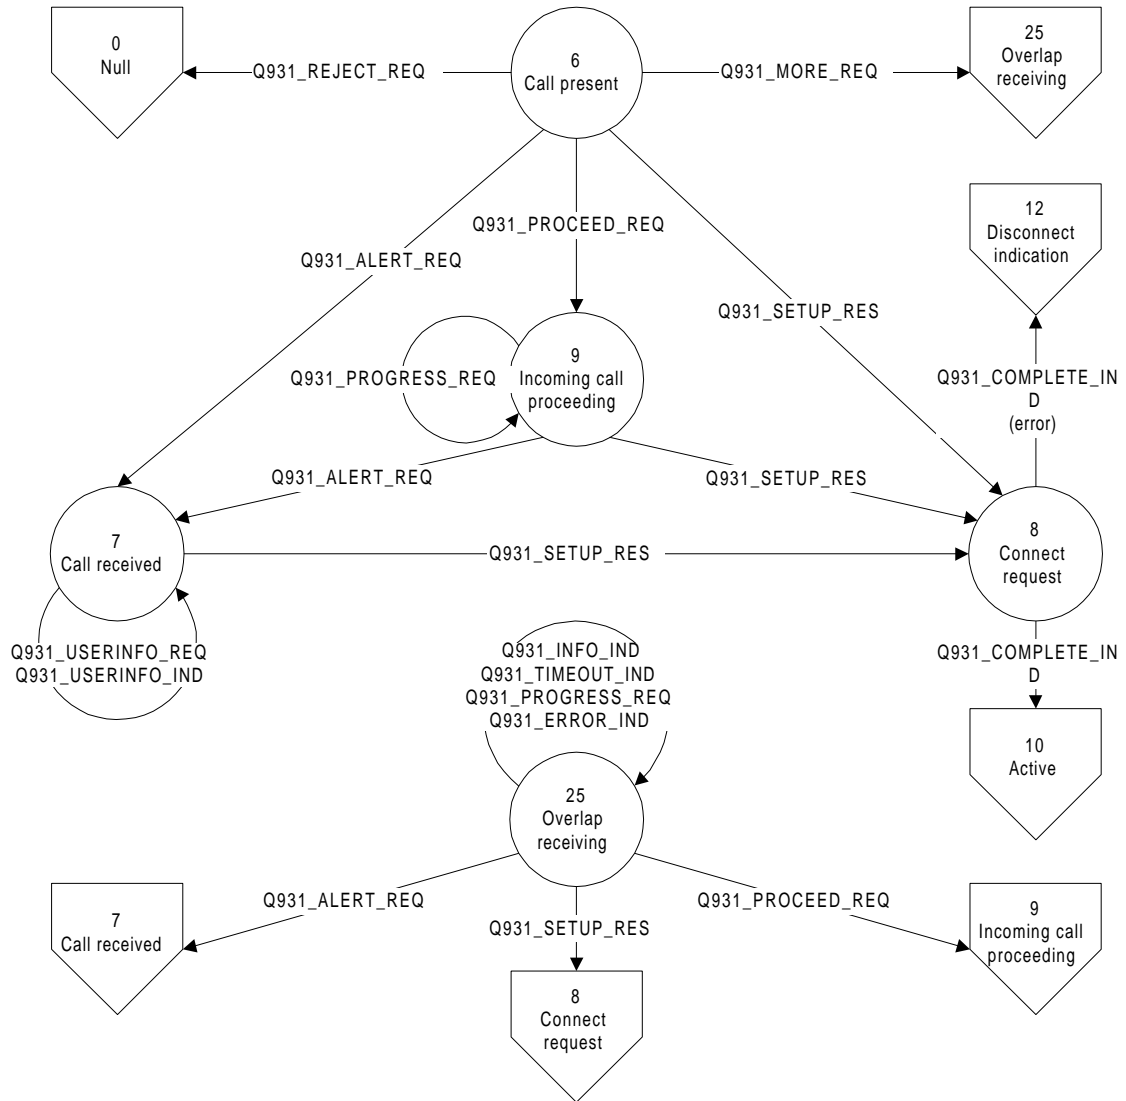 0
Null
Q931_REJECT_REQ
6
Call present
Q931_MORE_REQ
25
Overlap
receiving
Q931_PROCEED_REQ
Q931_ALERT_REQ
12
Disconnect
indication
Q931_SETUP_RES
Q931_PROGRESS_REQ
9
Incoming call
proceeding
Q931_COMPLETE_IN
D
(error)
Q931_ALERT_REQ
Q931_SETUP_RES
7
Call received
Q931_SETUP_RES
8
Connect
request
Q931_USERINFO_REQ
Q931_USERINFO_IND
Q931_INFO_IND
Q931_TIMEOUT_IND
Q931_PROGRESS_REQ
Q931_ERROR_IND
Q931_COMPLETE_IN
D
10
Active
25
Overlap
receiving
Q931_ALERT_REQ
Q931_SETUP_RES
Q931_PROCEED_REQ
7
Call received
8
Connect
request
9
Incoming call
proceeding